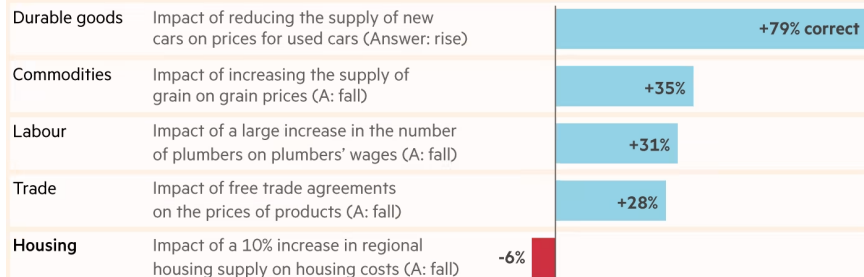 Durable goods Impact of reducing the supply of new
cars on prices for used cars (Answer: rise)
+79% correct
Commodities Impact of increasing the supply of
grain on grain prices (A: fall)
+35%
Labour Impact of a large increase in the number
of plumbers on plumbers’ wages (A: fall)
+31%
Trade Impact of free trade agreements
on the prices of products (A: fall)
+28%
Housing Impact of a 10% increase in regional
housing supply on housing costs (A: fall)
-6%